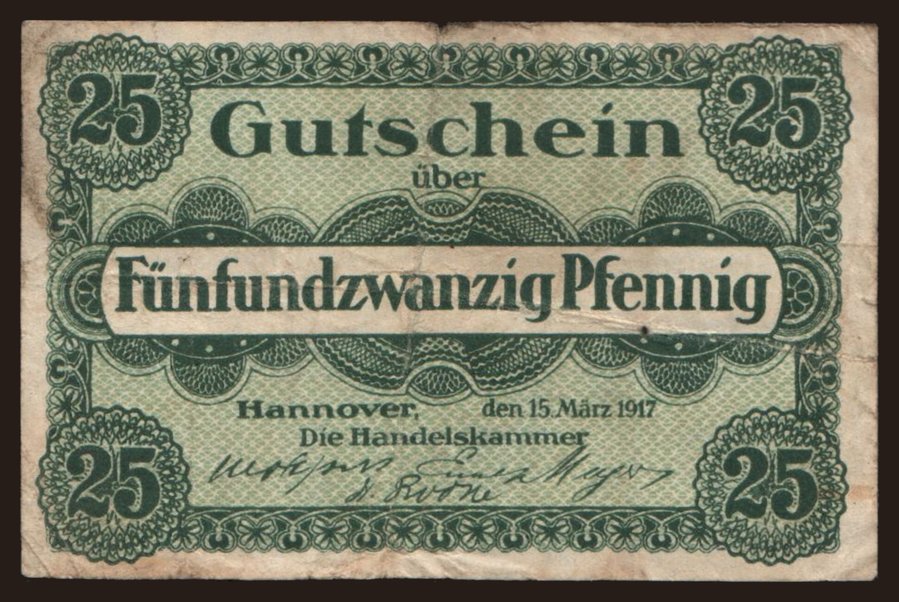 25 25
Gutschein
über
Fünfundzwanzig Pfennig
Hannover, den 15. März 1917
Die Handelskammer
25 25